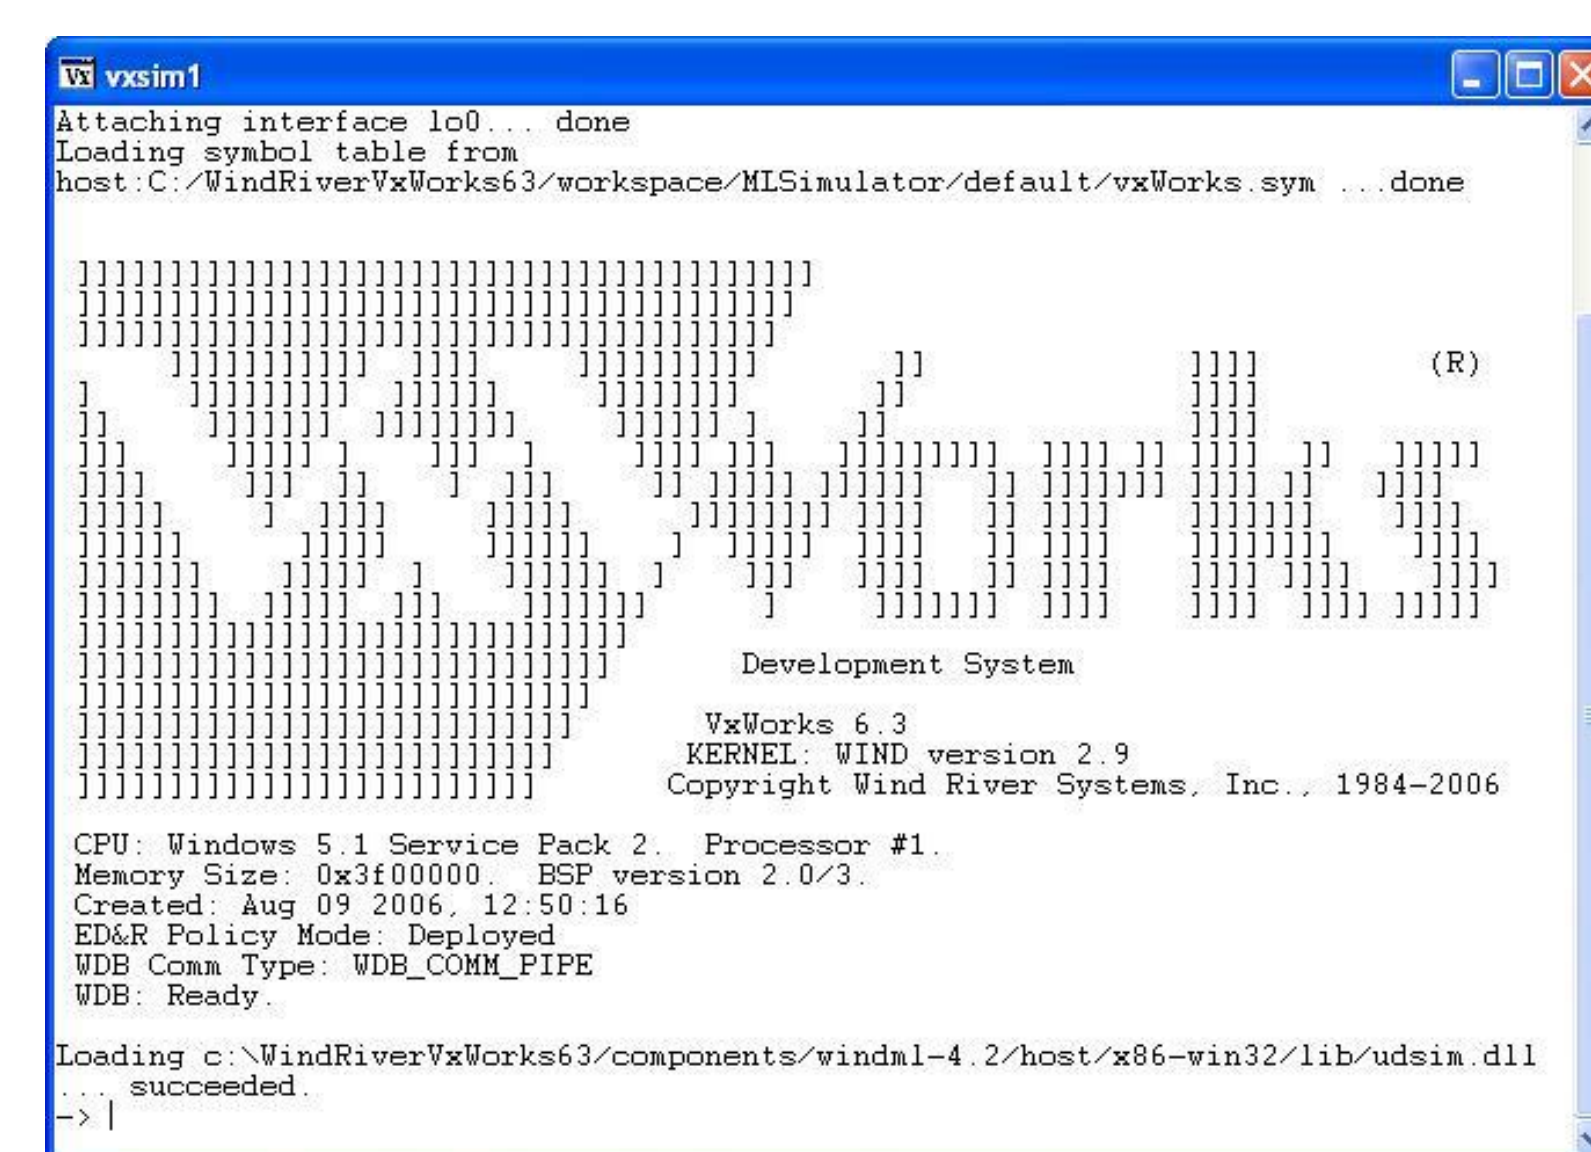 vxsim1
Attaching interface lo0... done
Loading symbol table from
host:C:/WindRiverVxWorks63/workspace/MLSimulator/default/vxWorks.sym ...done
VxWorks
(R)
Development System
VxWorks 6.3
KERNEL: WIND version 2.9
Copyright Wind River Systems, Inc., 1984-2006
CPU: Windows 5.1 Service Pack 2.  Processor #1.
Memory Size: 0x3f00000.  BSP version 2.0/3.
Created: Aug 09 2006, 12:50:16
ED&R Policy Mode: Deployed
WDB Comm Type: WDB_COMM_PIPE
WDB: Ready.
Loading c:\WindRiverVxWorks63/components/windml-4.2/host/x86-win32/lib/udsim.dll
... succeeded.
-> |